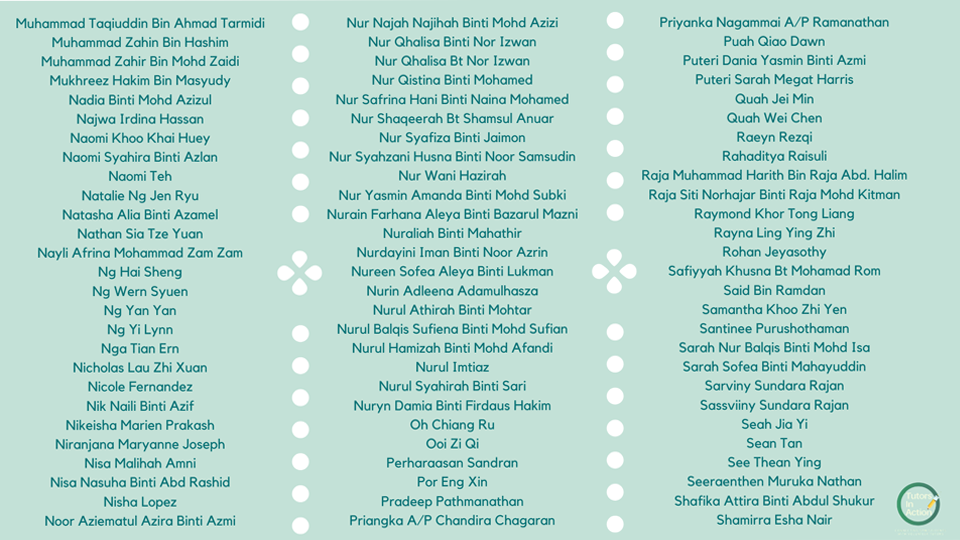 Muhammad Taqiuddin Bin Ahmad Tarmidi
Muhammad Zahin Bin Hashim
Muhammad Zahir Bin Mohd Zaidi
Mukhreez Hakim Bin Masyudy
Nadia Binti Mohd Azizul
Najwa Irdina Hassan
Naomi Khoo Khai Huey
Naomi Syahira Binti Azlan
Naomi Teh
Natalie Ng Jen Ryu
Natasha Alia Binti Azamel
Nathan Sia Tze Yuan
Nayli Afrina Mohammad Zam Zam
Ng Hai Sheng
Ng Wern Syuen
Ng Yan Yan
Ng Yi Lynn
Nga Tian Ern
Nicholas Lau Zhi Xuan
Nicole Fernandez
Nik Naili Binti Azif
Nikeisha Marien Prakash
Niranjana Maryanne Joseph
Nisa Malihah Amni
Nisa Nasuha Binti Abd Rashid
Nisha Lopez
Noor Aziematul Azira Binti Azmi
Nur Najah Najihah Binti Mohd Azizi
Nur Qhalisa Binti Nor Izwan
Nur Qhalisa Bt Nor Izwan
Nur Qistina Binti Mohamed
Nur Safrina Hani Binti Naina Mohamed
Nur Shaqeerah Bt Shamsul Anuar
Nur Syafiza Binti Jaimon
Nur Syahzani Husna Binti Noor Samsudin
Nur Wani Hazirah
Nur Yasmin Amanda Binti Mohd Subki
Nurain Farhana Aleya Binti Bazarul Mazni
Nuraliah Binti Mahathir
Nurdayini Iman Binti Noor Azrin
Nureen Sofea Aleya Binti Lukman
Nurin Adleena Adamulhasza
Nurul Athirah Binti Mohtar
Nurul Balqis Sufiena Binti Mohd Sufian
Nurul Hamizah Binti Mohd Afandi
Nurul Imtiaz
Nurul Syahirah Binti Sari
Nuryn Damia Binti Firdaus Hakim
Oh Chiang Ru
Ooi Zi Qi
Perharaasan Sandran
Por Eng Xin
Pradeep Pathmanathan
Priangka A/P Chandira Chagaran
Priyanka Nagammai A/P Ramanathan
Puah Qiao Dawn
Puteri Dania Yasmin Binti Azmi
Puteri Sarah Megat Harris
Quah Jei Min
Quah Wei Chen
Raeyn Rezqi
Rahaditya Raisuli
Raja Muhammad Harith Bin Raja Abd. Halim
Raja Siti Norhajar Binti Raja Mohd Kitman
Raymond Khor Tong Liang
Rayna Ling Ying Zhi
Rohan Jeyasothy
Safiyyah Khusna Bt Mohamad Rom
Said Bin Ramdan
Samantha Khoo Zhi Yen
Santinee Purushothaman
Sarah Nur Balqis Binti Mohd Isa
Sarah Sofea Binti Mahayuddin
Sarviny Sundara Rajan
Sassviiny Sundara Rajan
Seah Jia Yi
Sean Tan
See Thean Ying
Seeraenthen Muruka Nathan
Shafika Attira Binti Abdul Shukur
Shamirra Esha Nair
Tutors
In
Action